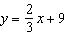 y = 2/3 x + 9